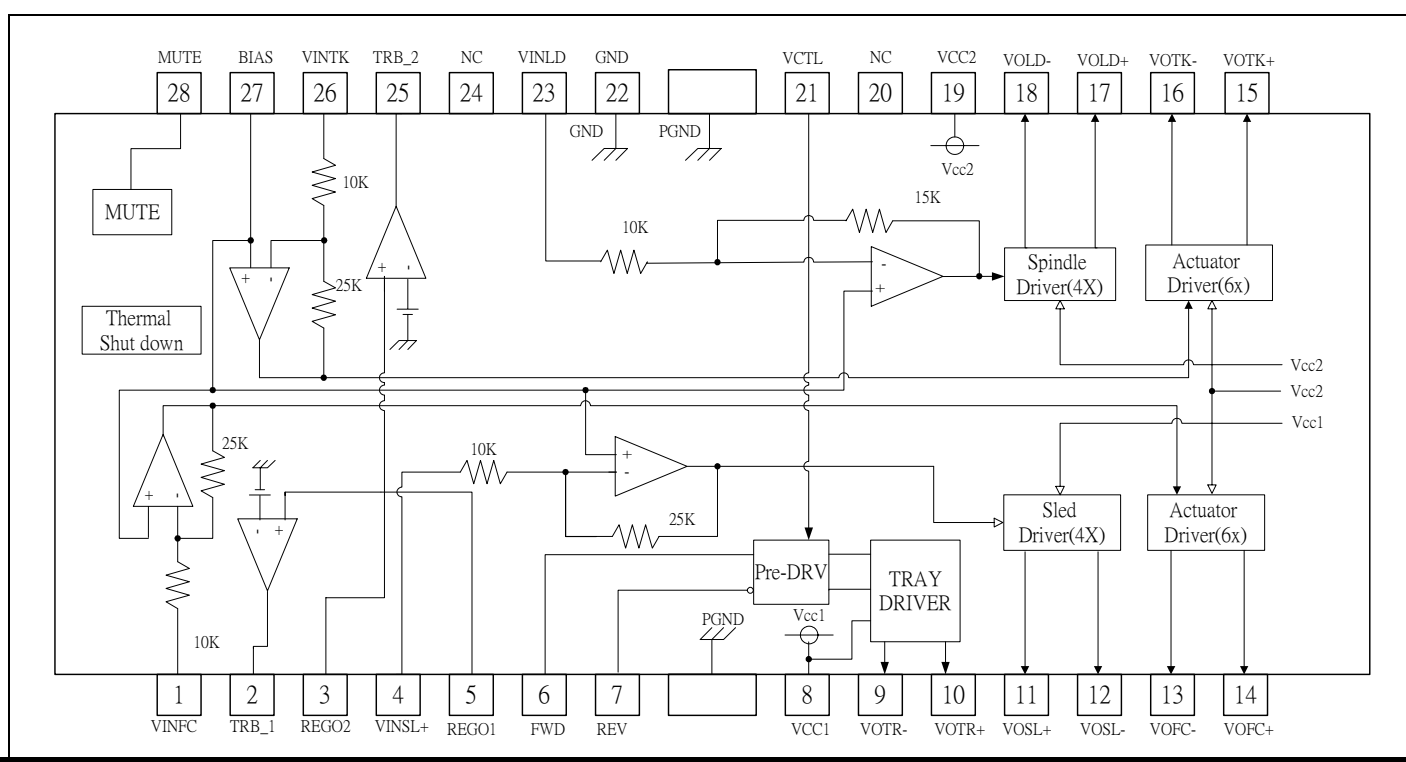 MUTE BIAS VINTK TRB_2 NC VINLD GND VCTL NC VCC2 VOLD- VOLD+ VOTK- VOTK+
28 27 26 25 24 23 22 21 20 19 18 17 16 15
GND PGND
Vcc2
10K
MUTE
15K
10K
+ - + - - +
Spindle Driver(4X)
Actuator Driver(6x)
25K
Thermal
Shut down
Vcc2
Vcc2
Vcc1
25K
10K
+ -
+ - - +
Sled Driver(4X)
Actuator Driver(6x)
25K
Pre-DRV
TRAY
DRIVER
PGND
Vcc1
10K
1 2 3 4 5 6 7 8 9 10 11 12 13 14
VINFC TRB_1 REGO2 VINSL+ REGO1 FWD REV VCC1 VOTR- VOTR+ VOSL+ VOSL- VOFC- VOFC+